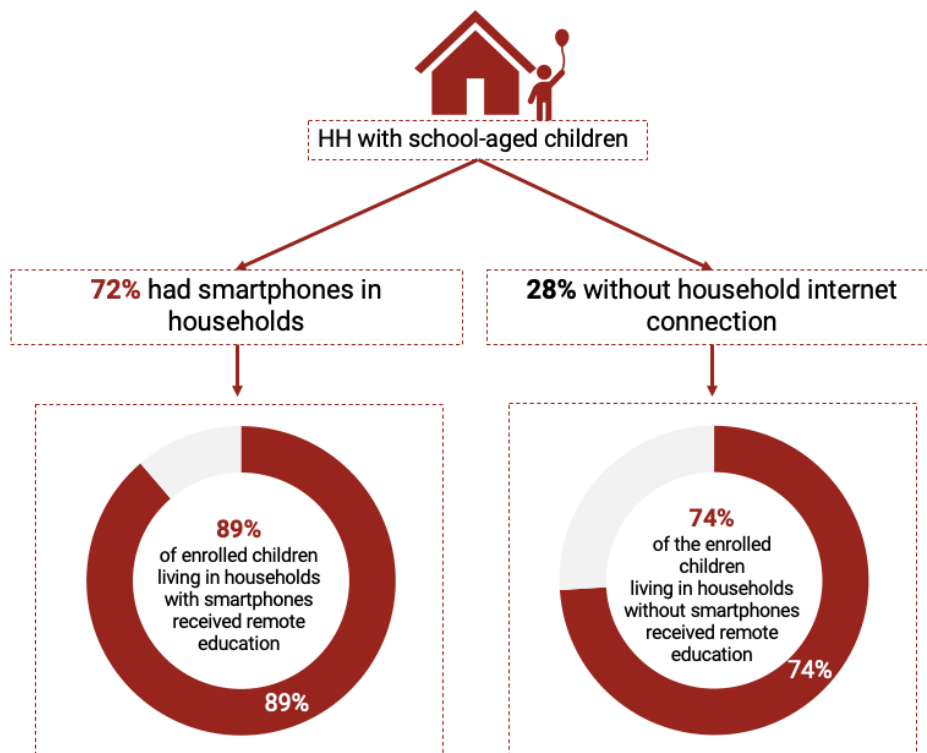 HH with school-aged children
72% had smartphones in
households
28% without household internet
connection
89%
of enrolled children
living in households
with smartphones
received remote
education
89%
74%
of the enrolled
children
living in households
without smartphones
received remote
education
74%